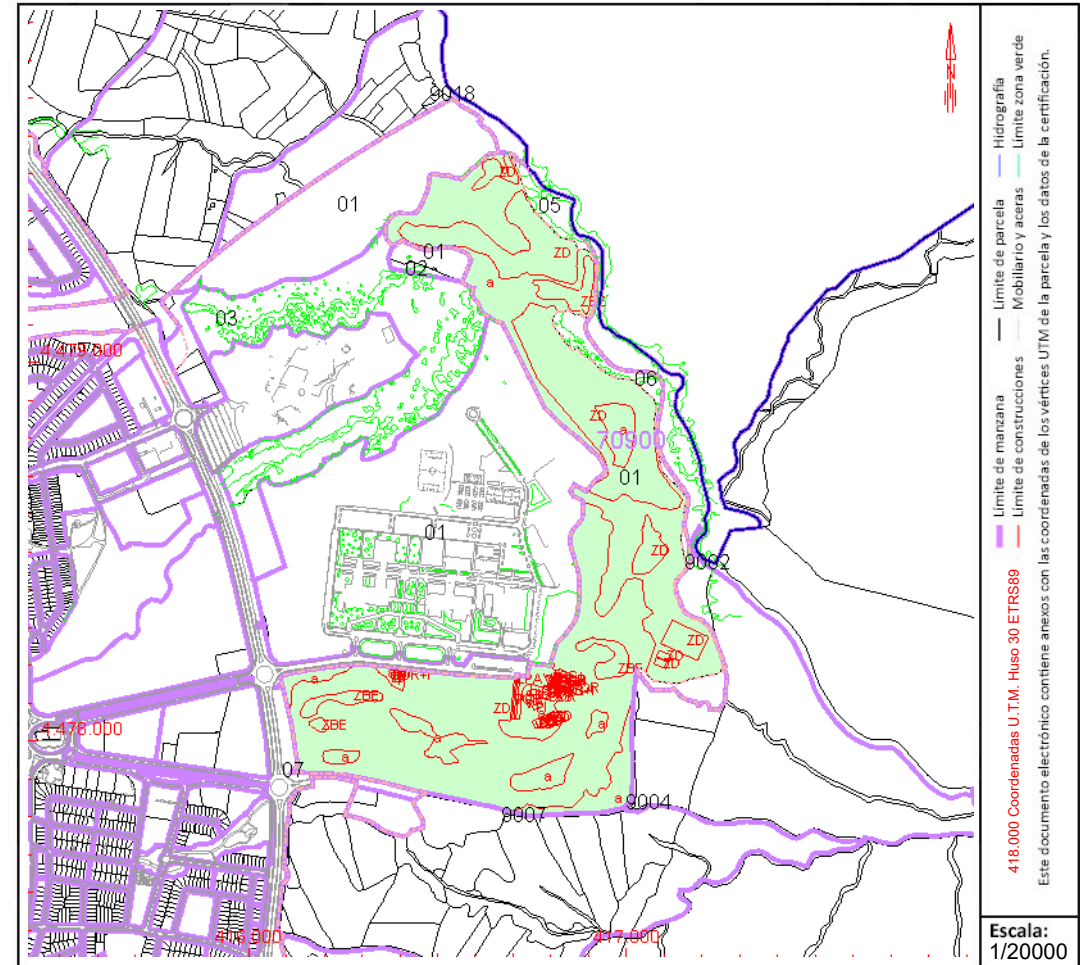 9018
ZD
01
05
01
02
ZD
a
03
4.479.000
06
ZD
a
70900
01
01
ZD
9002
ZD
ZD
ZD
ZBE
a
ZBE
ZD
ZBE
a
a
4.478.000
a
07
a
a
9004
9007
416.000
417.000
N
Límite de manzana
Límite de parcela
Hidrografía
418.000 Coordenadas U.T.M. Huso 30 ETRS89
Límite de construcciones
Mobiliario y aceras
Límite zona verde
Este documento electrónico contiene anexos con las coordenadas de los vértices UTM de la parcela y los datos de la certificación.
Escala:
1/20000